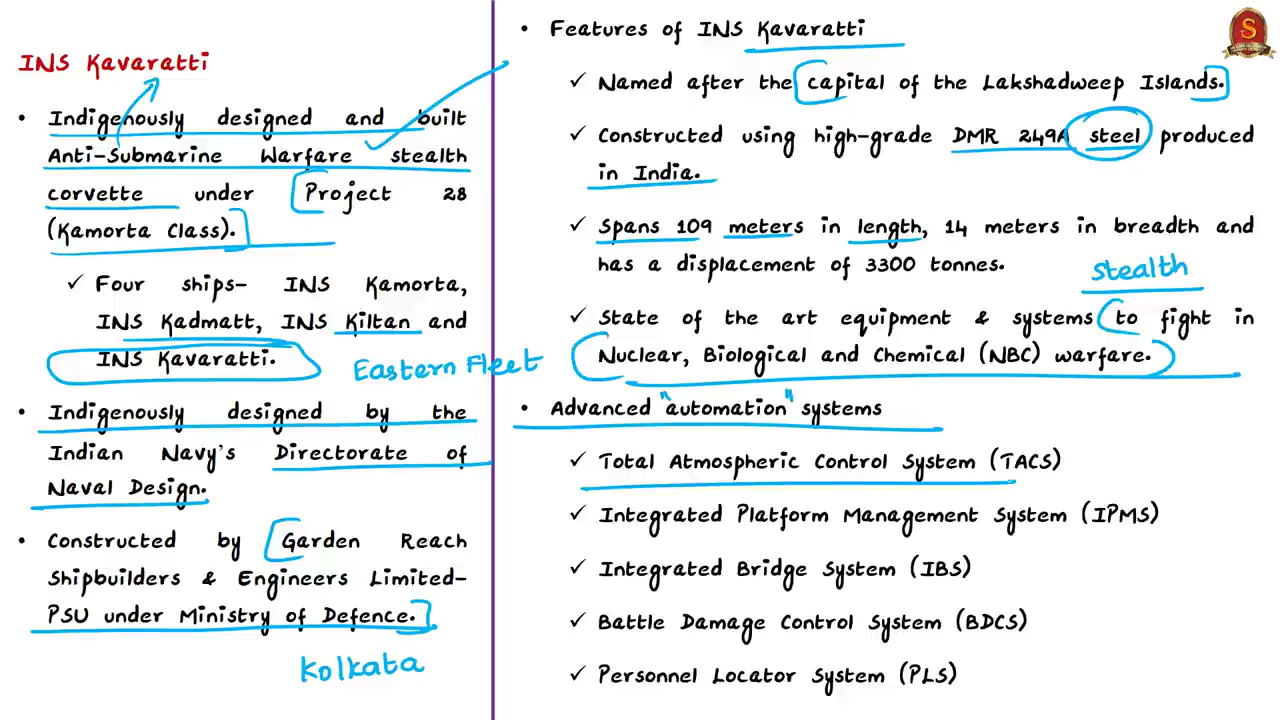 INS Kavaratti
• Indigenously designed and built
Anti-Submarine Warfare stealth
corvette under Project 28
(Kamorta Class).
✓ Four ships- INS Kamorta,
INS Kadmatt, INS Kiltan and
INS Kavaratti.
Eastern Fleet
• Indigenously designed by the
Indian Navy's Directorate of
Naval Design.
• Constructed by Garden Reach
Shipbuilders & Engineers Limited-
PSU under Ministry of Defence.
Kolkata
• Features of INS Kavaratti
✓ Named after the capital of the Lakshadweep Islands.
✓ Constructed using high-grade DMR 249A steel produced
in India.
✓ Spans 109 meters in length, 14 meters in breadth and
has a displacement of 3300 tonnes.
Stealth
✓ State of the art equipment & systems to fight in
Nuclear, Biological and Chemical (NBC) warfare.
• Advanced "automation" systems
✓ Total Atmospheric Control System (TACS)
✓ Integrated Platform Management System (IPMS)
✓ Integrated Bridge System (IBS)
✓ Battle Damage Control System (BDCS)
✓ Personnel Locator System (PLS)
S